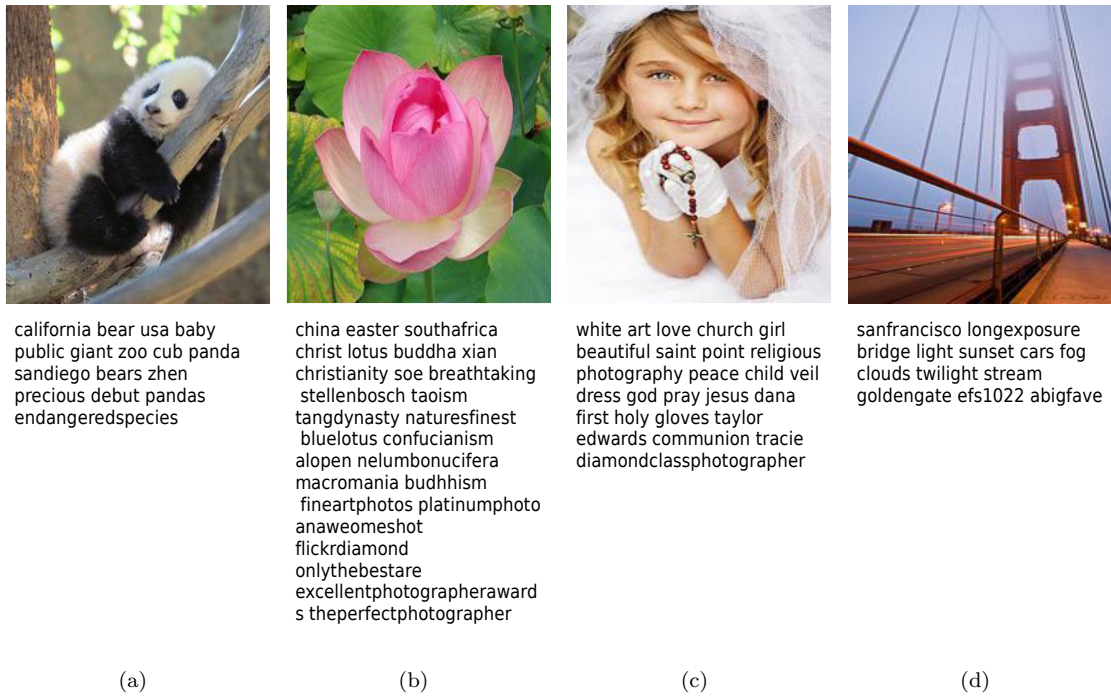 california bear usa baby
public giant zoo cub panda
sandiego bears zhen
precious debut pandas
endangeredspecies
china easter southafrica
christ lotus buddha xian
christianity soe breathtaking
stellenbosch taoism
tangdynasty naturesfinest
bluelotus confucianism
alopen nelumbonucifera
macromania budhhism
fineartphotos platinumphoto
anaweomeshot
flickrdiamond
onlythebestare
excellentphotographeraward
s theperfectphotographer
white art love church girl
beautiful saint point religious
photography peace child veil
dress god pray jesus dana
first holy gloves taylor
edwards communion tracie
diamondclassphotographer
sanfrancisco longexposure
bridge light sunset cars fog
clouds twilight stream
goldengate efs1022 abigfave
(a)
(b)
(c)
(d)